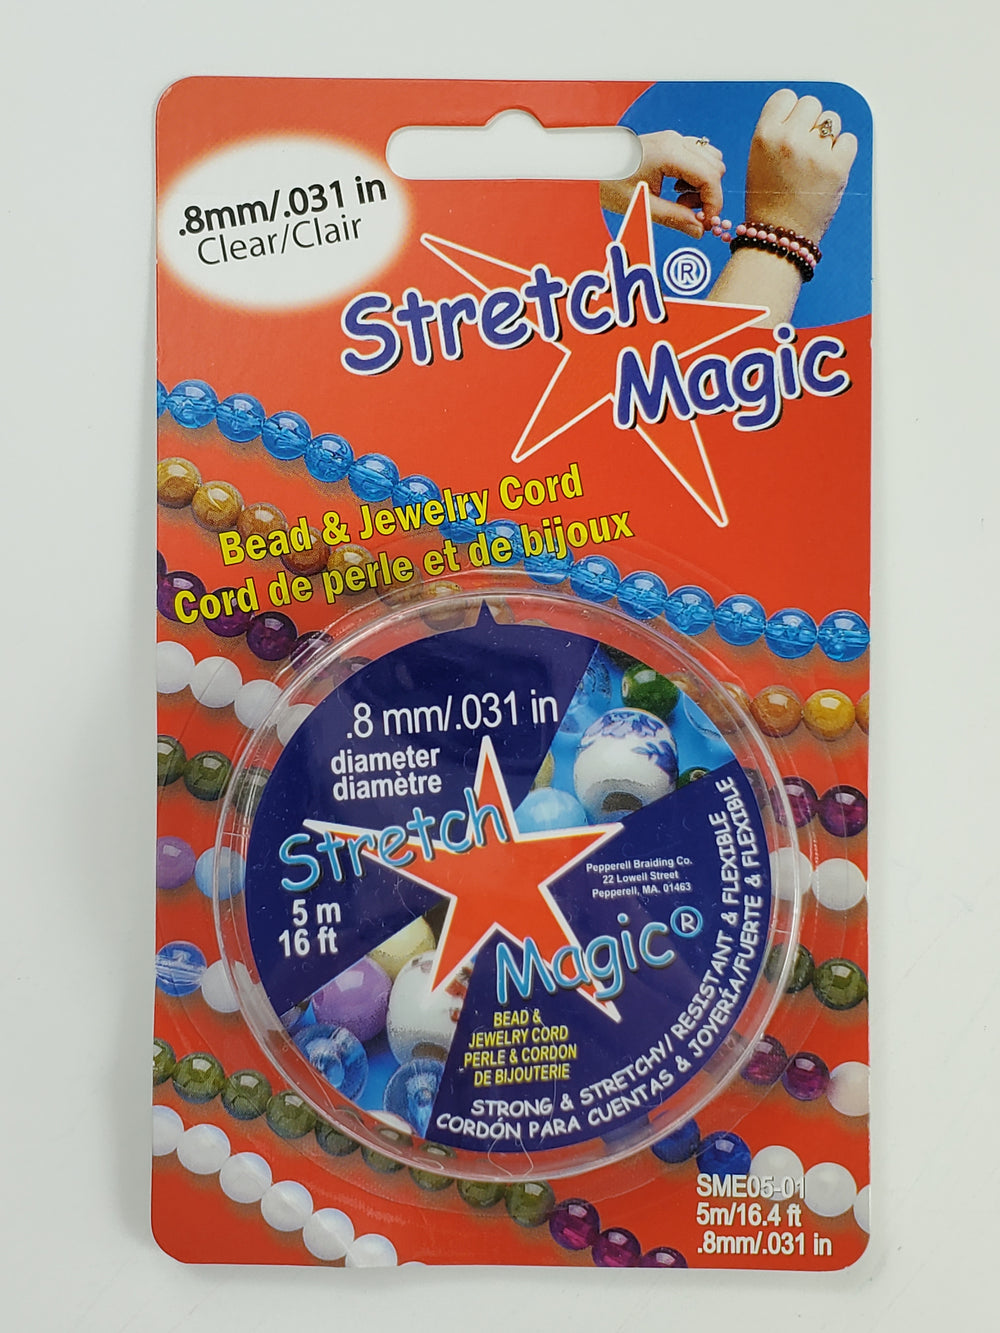 .8mm/.031 in
Clear/Clair
Stretch®
Magic
Bead & Jewelry Cord
Cord de perle et de bijoux
.8 mm/.031 in
diameter
diamètre
Stretch
5 m
16 ft
Pepperell Braiding Co.
22 Lowell Street
Pepperell, MA. 01463
Magic®
BEAD &
JEWELRY CORD
PERLE & CORDON
DE BIJOUTERIE
STRONG & STRETCHY/ RESISTANT & FLEXIBLE
CORDÓN PARA CUENTAS & JOYERÍA/FUERTE & FLEXIBLE
SME05-01
5m/16.4 ft
.8mm/.031 in